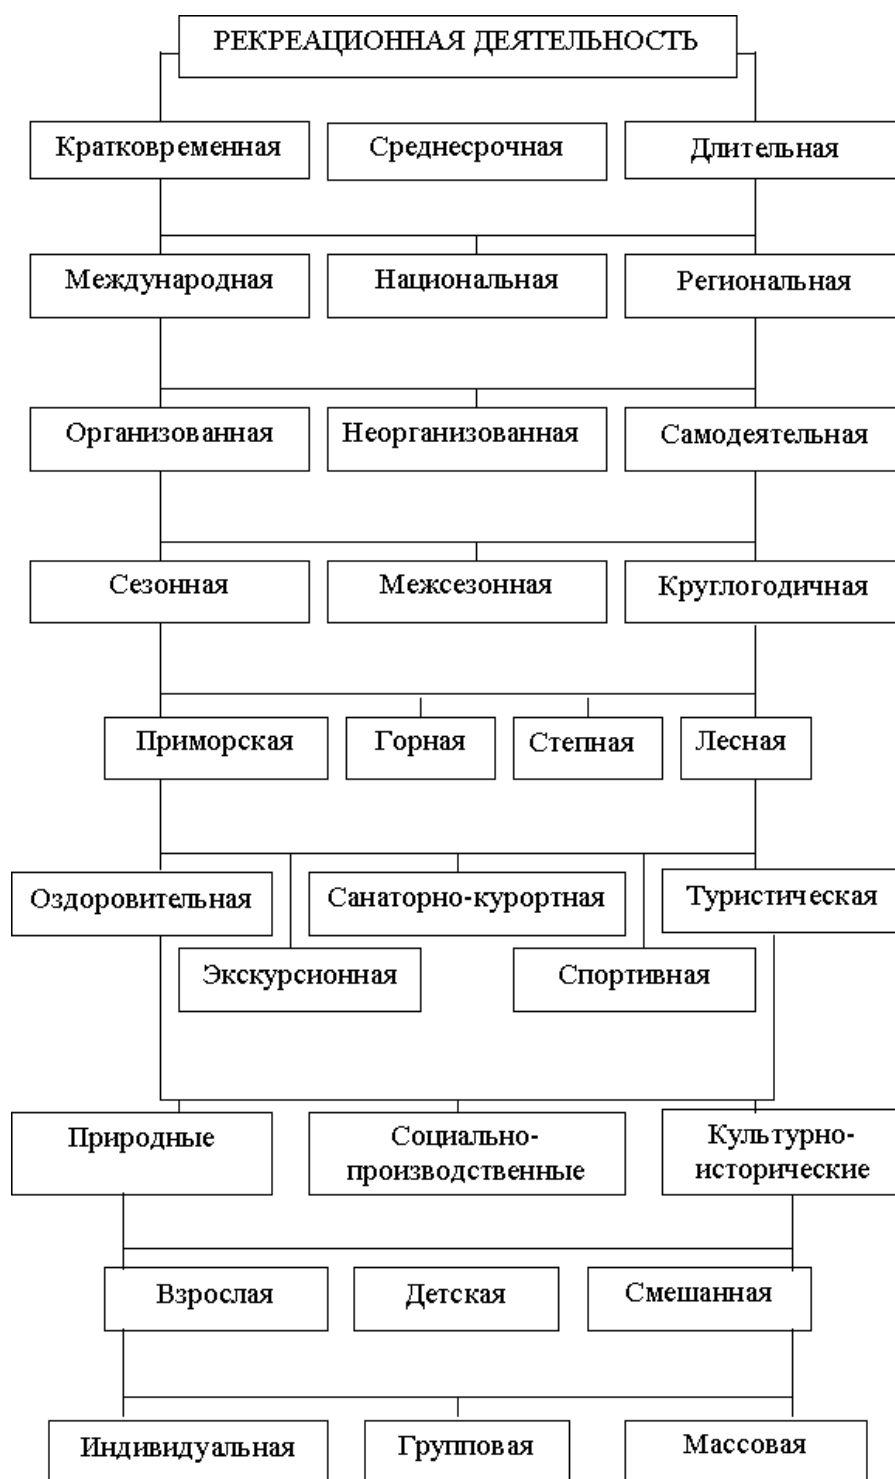 РЕКРЕАЦИОННАЯ ДЕЯТЕЛЬНОСТЬ
Кратковременная
Среднесрочная
Длительная
Международная
Национальная
Региональная
Организованная
Неорганизованная
Самодеятельная
Сезонная
Межсезонная
Круглогодичная
Приморская
Горная
Степная
Лесная
Оздоровительная
Санаторно-курортная
Туристическая
Экскурсионная
Спортивная
Природные
Социально-
производственные
Культурно-
исторические
Взрослая
Детская
Смешанная
Индивидуальная
Групповая
Массовая